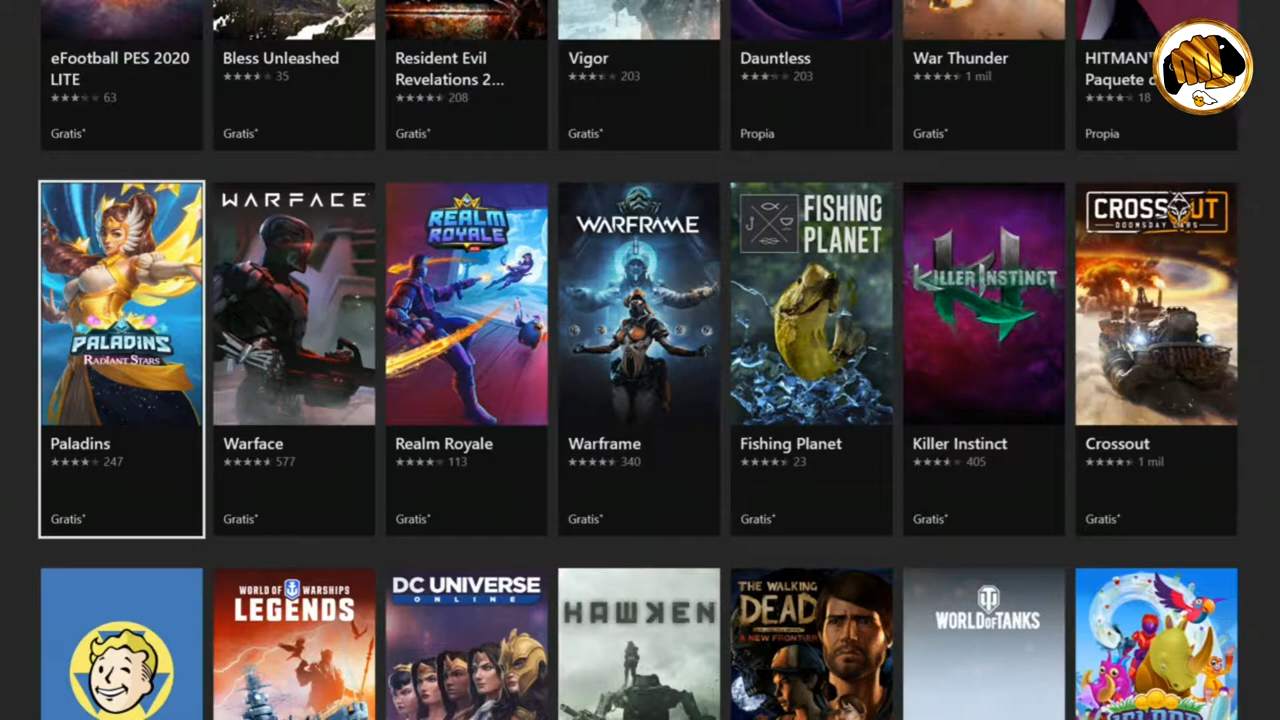 eFootball PES 2020
LITE
63
Gratis*
Bless Unleashed
35
Gratis*
Resident Evil
Revelations 2...
208
Gratis*
Vigor
203
Gratis*
Dauntless
203
Propia
War Thunder
1 mil
Gratis*
HITMAN
Paquete d
18
Propia
PALADINS
RADIANT STARS
Paladins
247
Gratis*
WARFACE
Warface
577
Gratis*
REALM
ROYALE
Realm Royale
113
Gratis*
WARFRAME
Warframe
340
Gratis*
FISHING
PLANET
Fishing Planet
23
Gratis*
KILLER INSTINCT
Killer Instinct
405
Gratis*
CROSSOUT
Crossout
1 mil
Gratis*
WORLD OF WARSHIPS
LEGENDS
DC UNIVERSE
ONLINE
HAWKEN
THE WALKING
DEAD
A NEW FRONTIER
WORLD OF TANKS